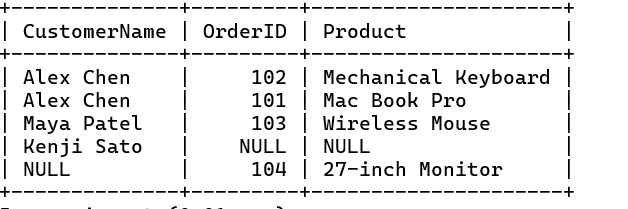 +--------------+---------+---------------------+
| CustomerName | OrderID | Product             |
+--------------+---------+---------------------+
| Alex Chen    |     102 | Mechanical Keyboard |
| Alex Chen    |     101 | Mac Book Pro        |
| Maya Patel   |     103 | Wireless Mouse      |
| Kenji Sato   |    NULL | NULL                |
| NULL         |     104 | 27-inch Monitor     |
+--------------+---------+---------------------+